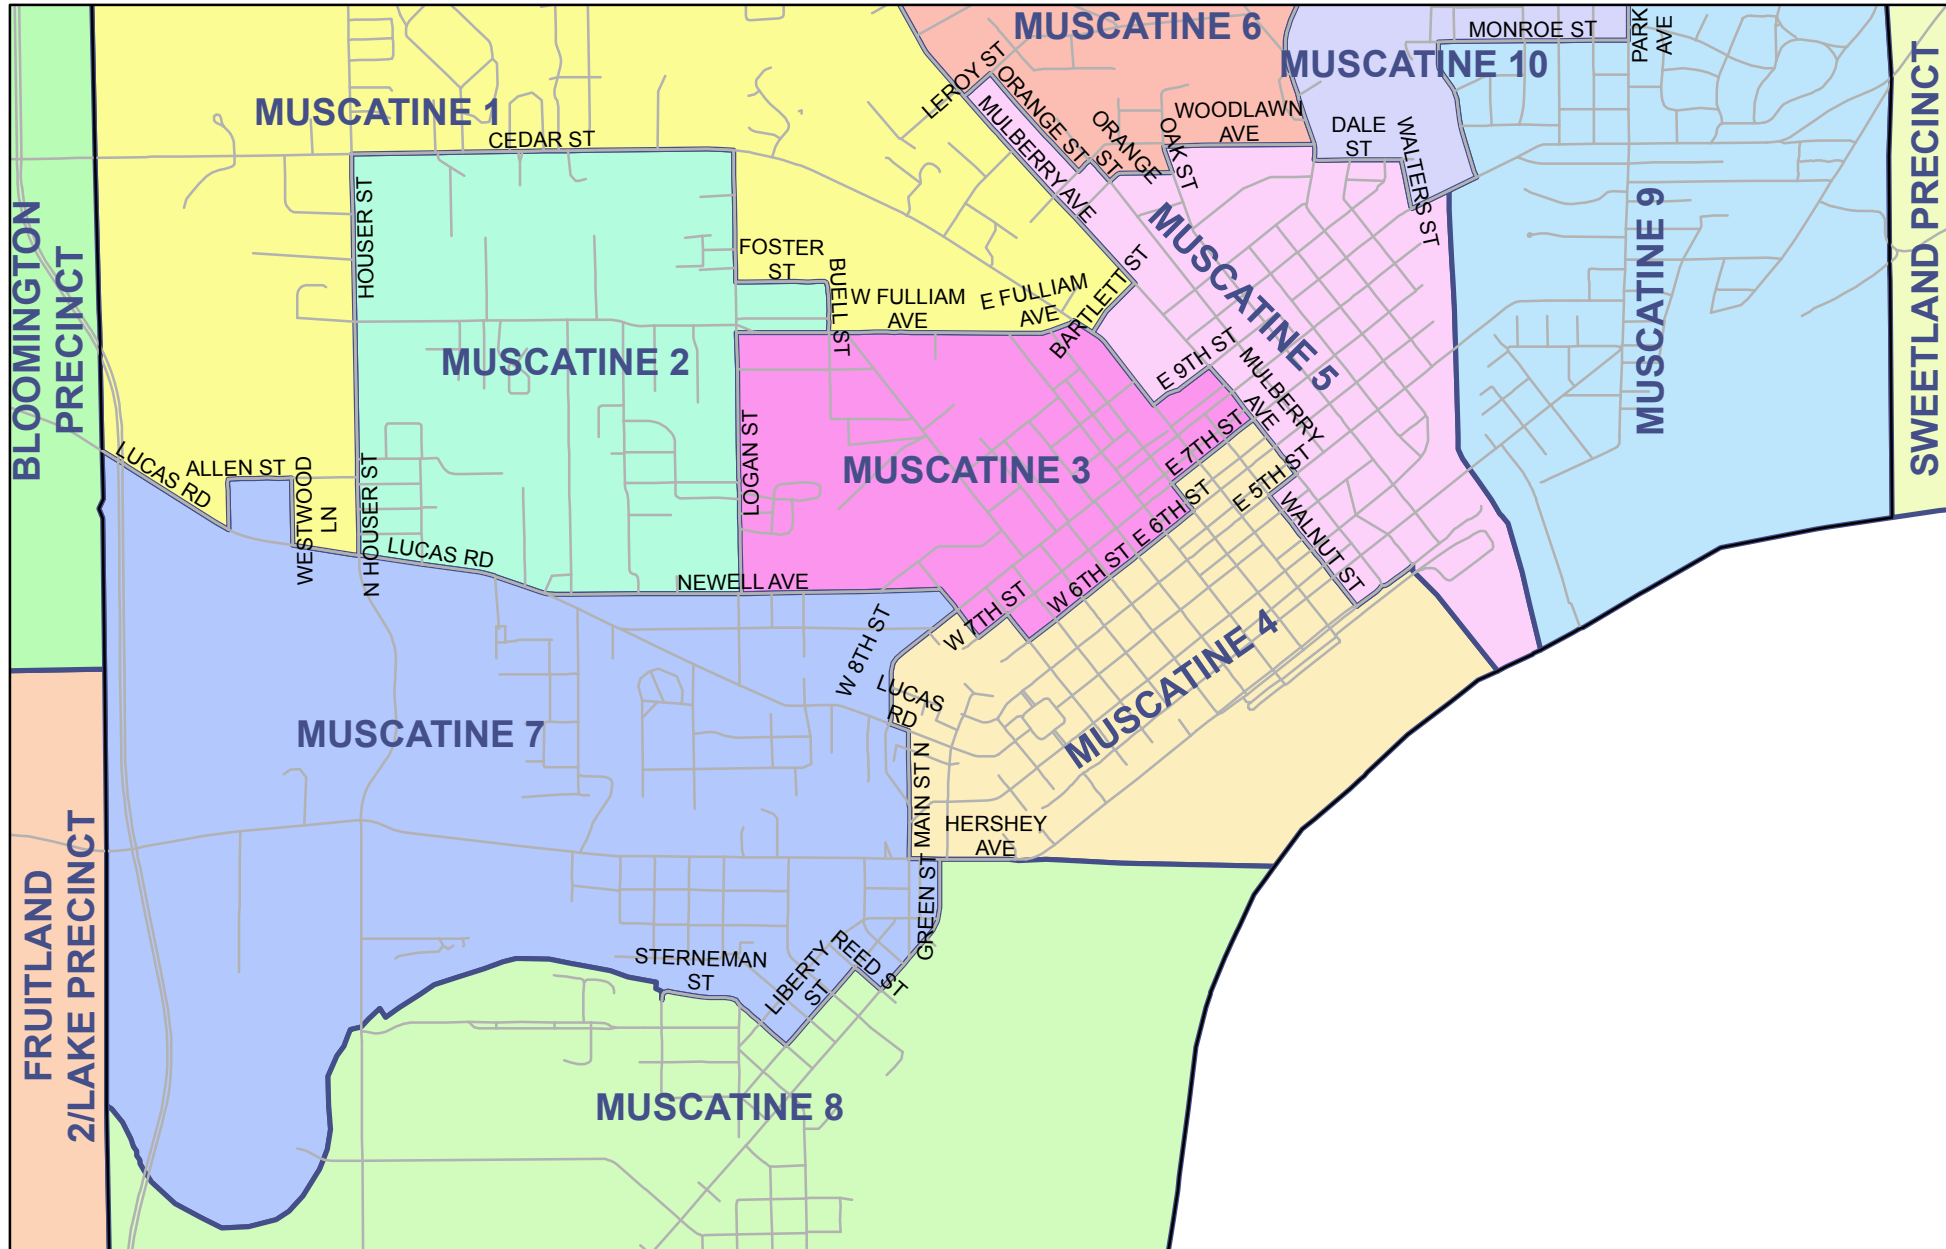 MUSCATINE 6
MONROE ST
PARK
AVE
MUSCATINE 10
SWEETLAND PRECINCT
LEROY ST
ORANGE ST
MUSCATINE 1
CEDAR ST
MULBERRY AVE
ORANGE
ST
OAK ST
WOODLAWN
AVE
DALE
ST
WALTERS ST
BLOOMINGTON
PRECINCT
HOUSER ST
FOSTER
ST
BUELL ST
W FULLIAM
AVE
E FULLIAM
AVE
BARTLETT ST
MUSCATINE 5
MUSCATINE 9
MUSCATINE 2
E 9TH ST
MULBERRY
AVE
LOGAN ST
MUSCATINE 3
E 7TH ST
E 6TH ST
E 5TH ST
WALNUT ST
LUCAS RD
ALLEN ST
WESTWOOD
LN
N HOUSER ST
LUCAS RD
NEWELL AVE
W 6TH ST
W 7TH ST
W 8TH ST
MUSCATINE 4
LUCAS
RD
MUSCATINE 7
N MAIN ST
HERSHEY
AVE
FRUITLAND
2/LAKE PRECINCT
GREEN ST
STERNEMAN
ST
LIBERTY
ST
REED ST
MUSCATINE 8